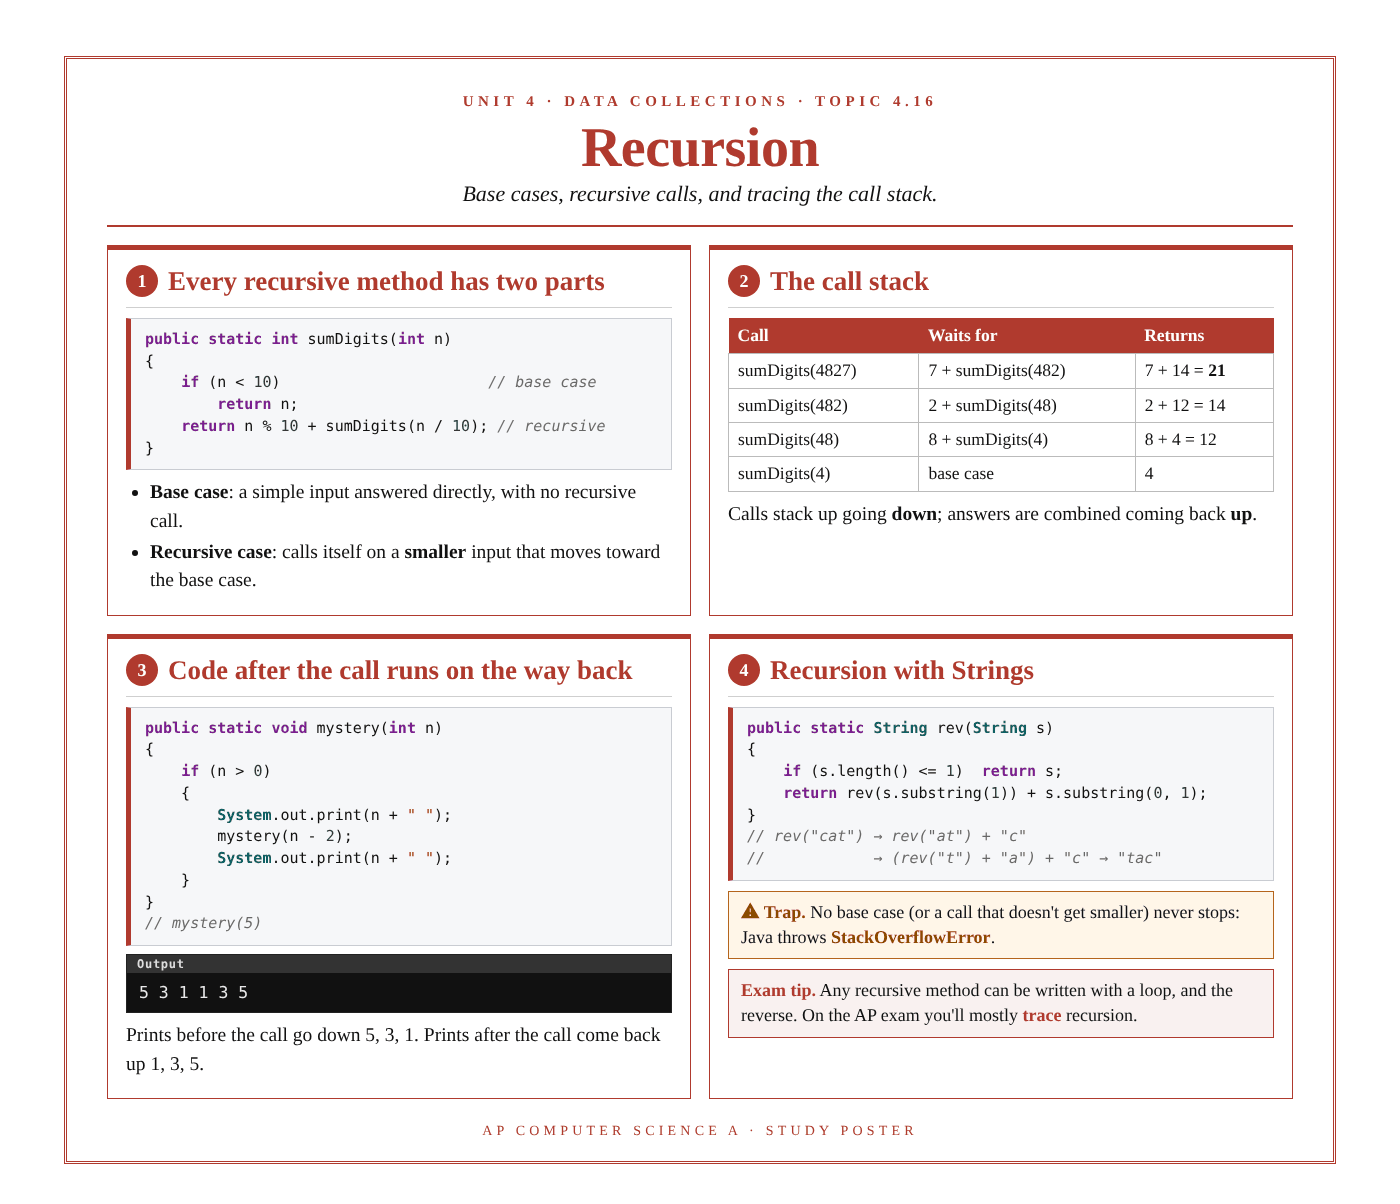 UNIT 4 · DATA COLLECTIONS · TOPIC 4.16
Recursion
Base cases, recursive calls, and tracing the call stack.
1 Every recursive method has two parts
public static int sumDigits(int n)
{
    if (n < 10)                       // base case
        return n;
    return n % 10 + sumDigits(n / 10); // recursive
}
• Base case: a simple input answered directly, with no recursive
call.
• Recursive case: calls itself on a smaller input that moves toward
the base case.
2 The call stack
Call Waits for Returns
sumDigits(4827) 7 + sumDigits(482) 7 + 14 = 21
sumDigits(482) 2 + sumDigits(48) 2 + 12 = 14
sumDigits(48) 8 + sumDigits(4) 8 + 4 = 12
sumDigits(4) base case 4
Calls stack up going down; answers are combined coming back up.
3 Code after the call runs on the way back
public static void mystery(int n)
{
    if (n > 0)
    {
        System.out.print(n + " ");
        mystery(n - 2);
        System.out.print(n + " ");
    }
}
// mystery(5)
Output
5 3 1 1 3 5
Prints before the call go down 5, 3, 1. Prints after the call come back
up 1, 3, 5.
4 Recursion with Strings
public static String rev(String s)
{
    if (s.length() <= 1)  return s;
    return rev(s.substring(1)) + s.substring(0, 1);
}
// rev("cat") → rev("at") + "c"
//            → (rev("t") + "a") + "c" → "tac"
⚠ Trap. No base case (or a call that doesn't get smaller) never stops:
Java throws StackOverflowError.
Exam tip. Any recursive method can be written with a loop, and the
reverse. On the AP exam you'll mostly trace recursion.
AP COMPUTER SCIENCE A · STUDY POSTER